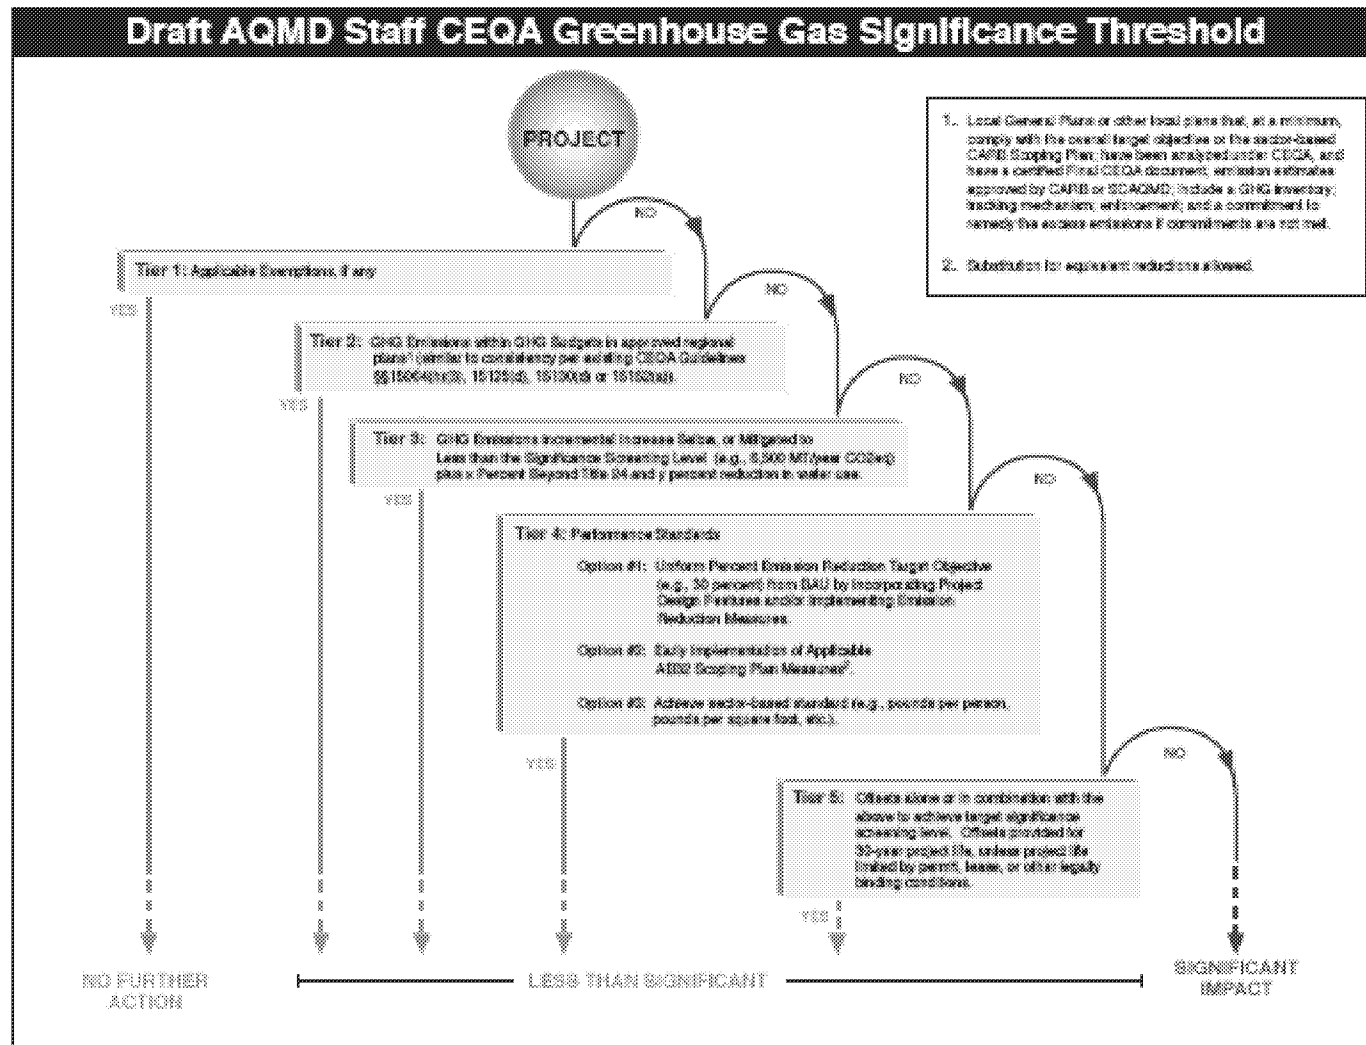 Draft AQMD Staff CEQA Greenhouse Gas Significance Threshold
PROJECT
1. Local General Plans or other local plans that, at a minimum,
comply with the overall target objective or the sector-based
CARB Scoping Plan; have been analyzed under CEQA, and
have a certified Final CEQA document; emission estimates
approved by CARB or SCAQMD; include a GHG inventory;
tracking mechanism; enforcement; and a commitment to
remedy the excess emissions if commitments are not met.
2. Substitution for equivalent reductions allowed.
NO
Tier 1: Applicable Exemptions, if any
YES
NO
Tier 2: GHG Emissions within GHG Budgets in approved regional
plans¹ (similar to consistency per existing CEQA Guidelines
15125(d), 15130(d) or
YES
NO
Tier 3: GHG Emissions Incremental Increase Below, or Mitigated to
Less than the Significance Screening Level (e.g., MT/year CO2eq)
plus x Percent Beyond Title 24 and y percent reduction in water use.
YES
NO
Tier 4: Performance Standards
Option #1: Uniform Percent Emission Reduction Target Objective
(e.g., 30 percent) from BAU by Incorporating Project
Design Features and/or Implementing Emission
Reduction Measures.
Option #2: Early Implementation of Applicable
AB32 Scoping Plan Measures².
Option #3: Achieve sector-based standard (e.g., pounds per person,
pounds per square foot, etc.).
YES
NO
Tier 5: Offsets alone or in combination with the
above to achieve target significance
screening level. Offsets provided for
30-year project life, unless project life
limited by permit, lease, or other legally
binding conditions.
YES
NO FURTHER
ACTION
LESS THAN SIGNIFICANT
SIGNIFICANT
IMPACT